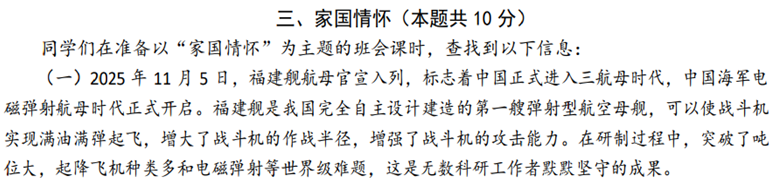 三、家国情怀（本题共 10 分）
同学们在准备以“家国情怀”为主题的班会课时，查找到以下信息：
（一）2025 年 11 月 5 日，福建舰航母官宣入列，标志着中国正式进入三航母时代，中国海军电
磁弹射航母时代正式开启。福建舰是我国完全自主设计建造的第一艘弹射型航空母舰，可以使战斗机
实现满油满弹起飞，增大了战斗机的作战半径，增强了战斗机的攻击能力。在研制过程中，突破了吨
位大，起降飞机种类多和电磁弹射等世界级难题，这是无数科研工作者默默坚守的成果。